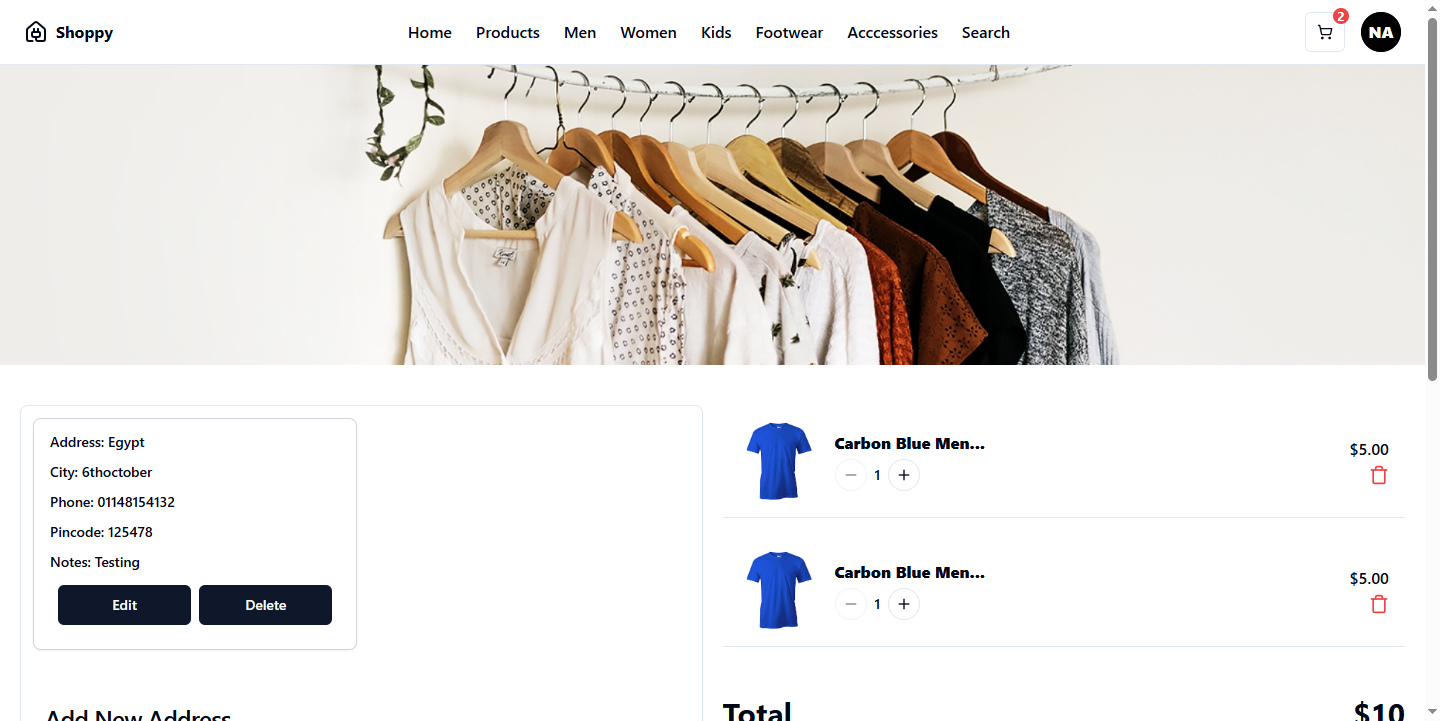 Shoppy
Home Products Men Women Kids Footwear Acccessories Search
2
NA
Address: Egypt
City: 6thoctober
Phone: 01148154132
Pincode: 125478
Notes: Testing
Edit Delete
Add New Address
Carbon Blue Men...
$5.00
1
Carbon Blue Men...
$5.00
1
Total $10